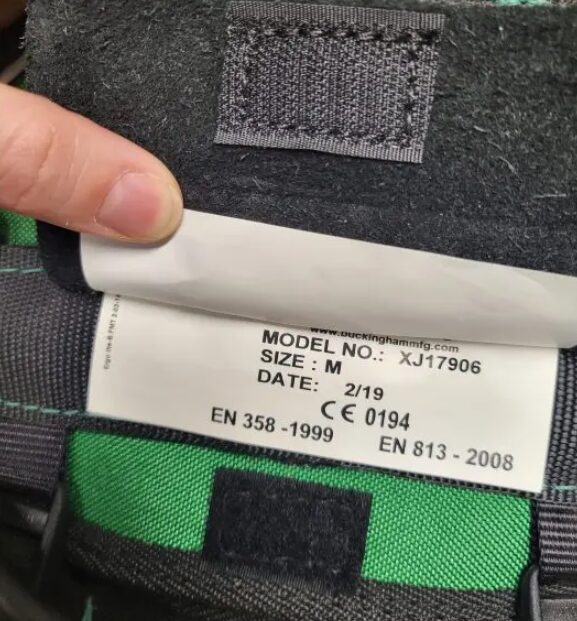 www.buckinghammfg.com
MODEL NO.: XJ17906
SIZE : M
DATE: 2/19
CE 0194
EN 358 -1999
EN 813 - 2008